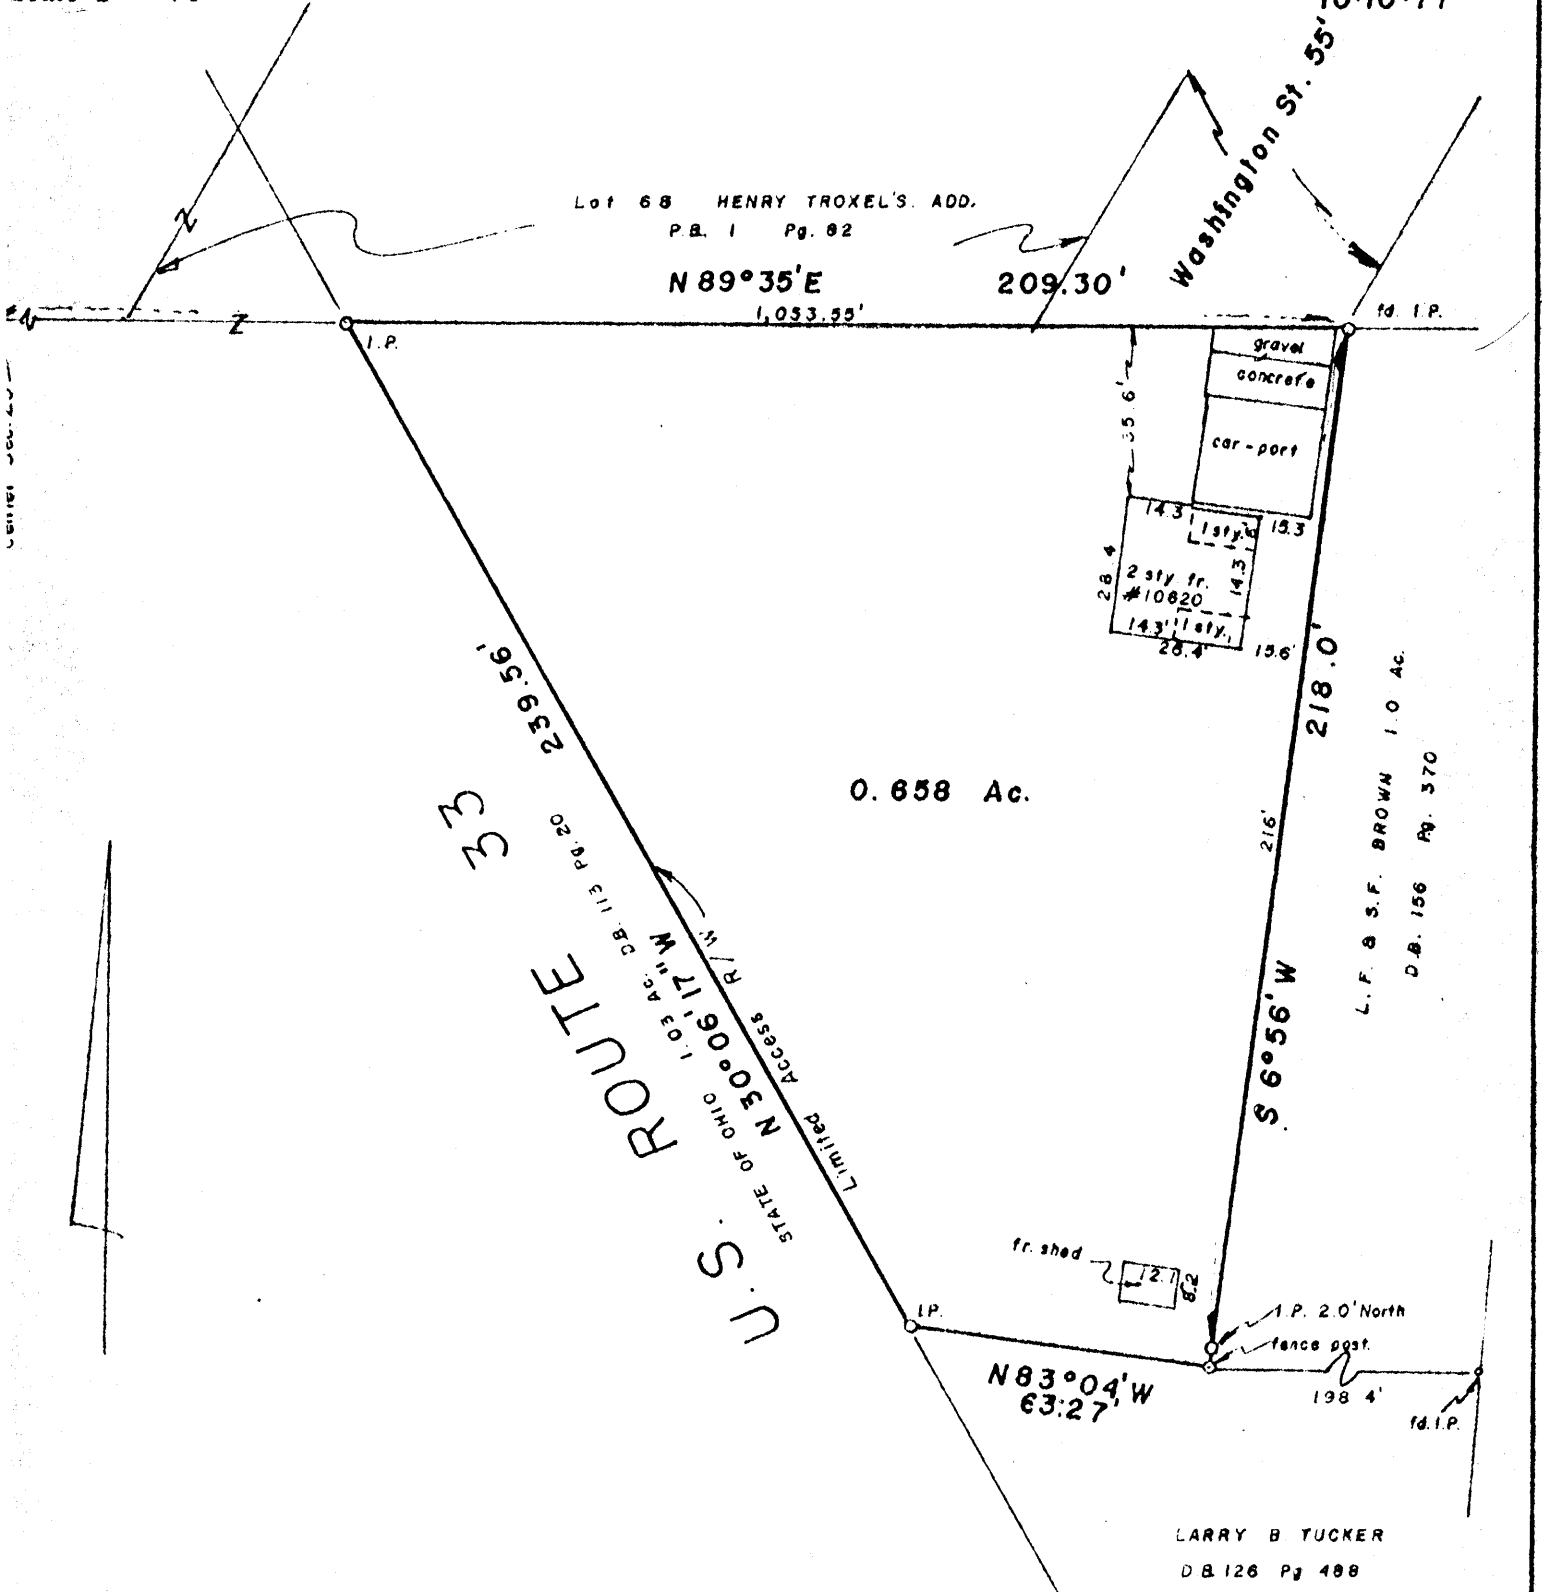 10·10·77
Washington St. 55'
Lot 68 HENRY TROXEL'S. ADD.
P.B. 1 Pg. 82
N 89°35'E 209.30'
1,053.55'
fd. I.P.
I.P.
gravel
concrete
car-port
35.6'
14.3
1 sty.
15.3
28.4
2 sty. fr.
#10620
14.3
14.3'
1 sty.
26.4'
15.6'
239.56'
218.0'
216'
S 6°56'W
L. F. & S.F. BROWN 1.0 Ac.
D.B. 156 Pg. 370
0.658 Ac.
U.S. ROUTE 33
STATE OF OHIO 1.03 AC. D.B. 113 Pg. 20
N 30°06'17"W
Limited Access R/W
fr. shed
12.1
8.2
I.P.
I.P. 2.0' North
fence post.
N 83°04'W
63.27'
198.4'
fd. I.P.
LARRY B TUCKER
D.B. 126 Pg 488